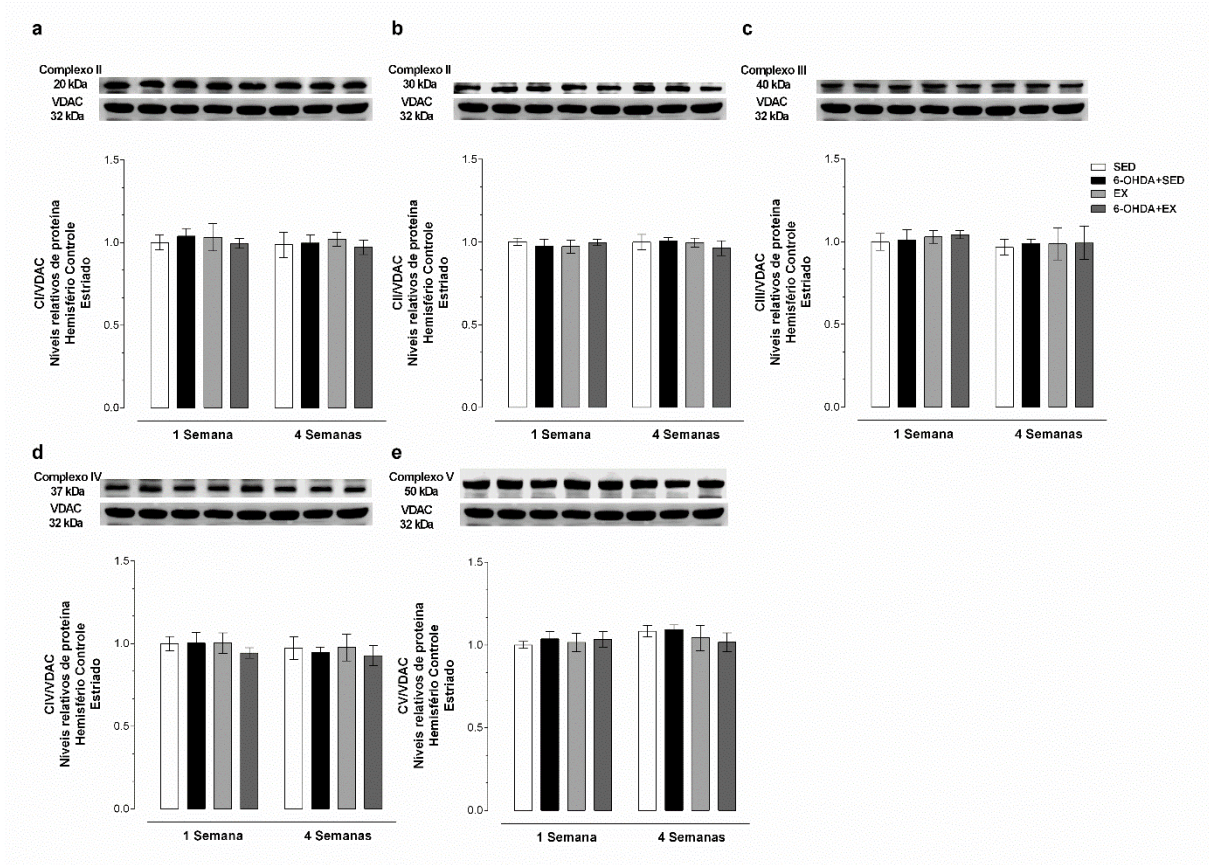 a
Complexo II
20 kDa
VDAC
32 kDa
1.5
1.0
0.5
0.0
CI/VDAC
Níveis relativos de proteína
Hemisfério Controle
Estriado
1 Semana
4 Semanas
b
Complexo II
30 kDa
VDAC
32 kDa
1.5
1.0
0.5
0.0
CII/VDAC
Níveis relativos de proteína
Hemisfério Controle
Estriado
1 Semana
4 Semanas
c
Complexo III
40 kDa
VDAC
32 kDa
1.5
1.0
0.5
0.0
CIII/VDAC
Níveis relativos de proteína
Hemisfério Controle
Estriado
1 Semana
4 Semanas
SED
6-OHDA+SED
EX
6-OHDA+EX
d
Complexo IV
37 kDa
VDAC
32 kDa
1.5
1.0
0.5
0.0
CIV/VDAC
Níveis relativos de proteína
Hemisfério Controle
Estriado
1 Semana
4 Semanas
e
Complexo V
50 kDa
VDAC
32 kDa
1.5
1.0
0.5
0.0
CV/VDAC
Níveis relativos de proteína
Hemisfério Controle
Estriado
1 Semana
4 Semanas